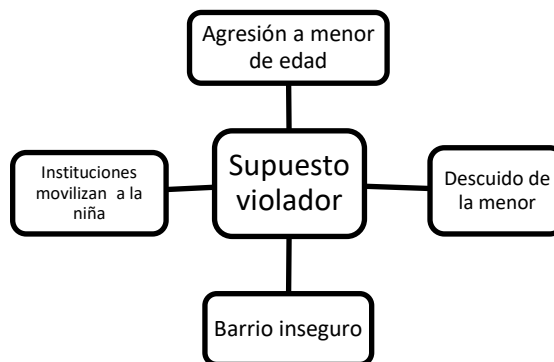 Agresión a menor
de edad
Instituciones
movilizan a la
niña
Supuesto
violador
Descuido de
la menor
Barrio inseguro